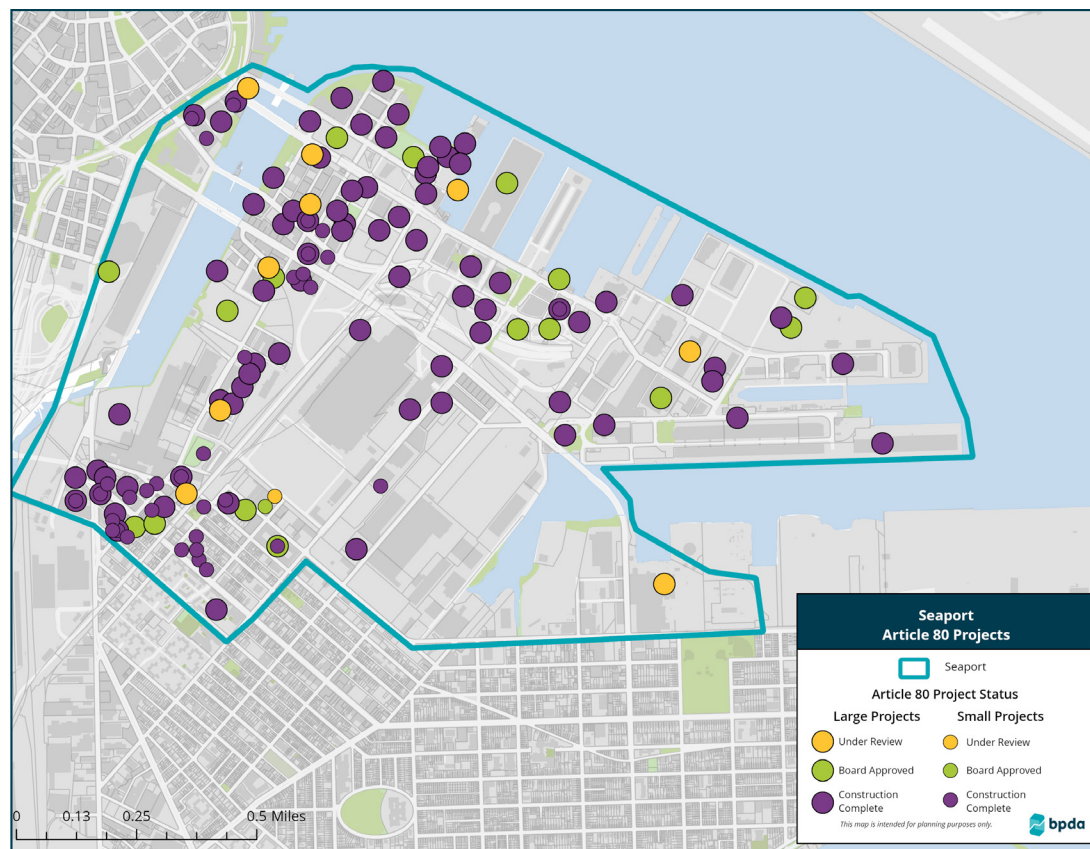 Seaport
Article 80 Projects
Seaport
Article 80 Project Status
Large Projects Small Projects
Under Review Under Review
Board Approved Board Approved
Construction Complete Construction Complete
This map is intended for planning purposes only.
bpda
0 0.13 0.25 0.5 Miles